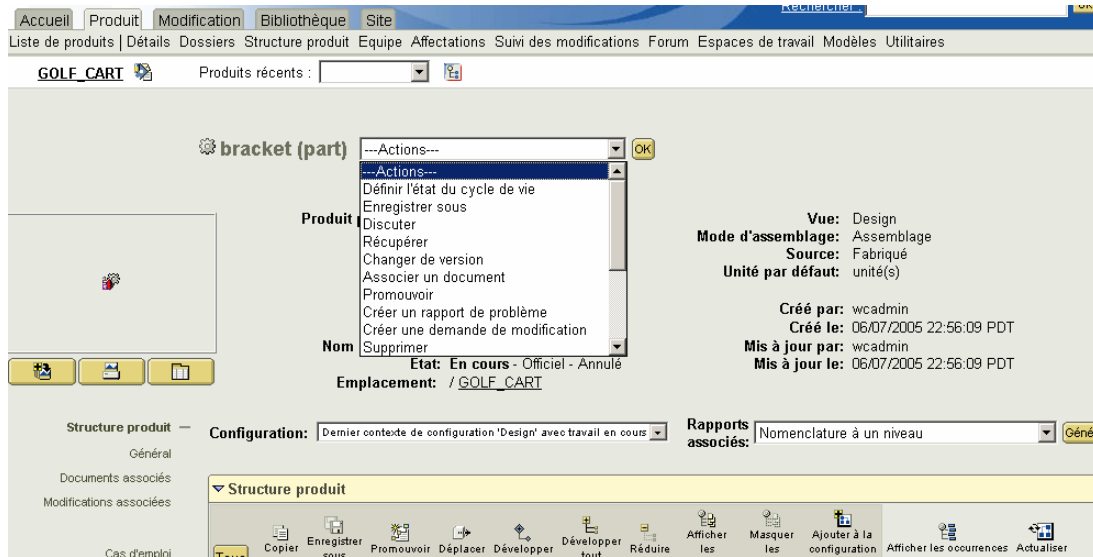 Rechercher :
Accueil Produit Modification Bibliothèque Site
Liste de produits | Détails Dossiers Structure produit Equipe Affectations Suivi des modifications Forum Espaces de travail Modèles Utilitaires
GOLF_CART Produits récents :
bracket (part) ---Actions--- OK
---Actions---
Définir l'état du cycle de vie
Enregistrer sous
Produit Discuter Vue: Design
Récupérer Mode d'assemblage: Assemblage
Changer de version Source: Fabriqué
Associer un document Unité par défaut: unité(s)
Promouvoir
Créer un rapport de problème Créé par: wcadmin
Créer une demande de modification Créé le: 06/07/2005 22:56:09 PDT
Nom Supprimer Mis à jour par: wcadmin
Etat: En cours - Officiel - Annulé Mis à jour le: 06/07/2005 22:56:09 PDT
Emplacement: / GOLF_CART
Structure produit
Configuration: Dernier contexte de configuration 'Design' avec travail en cours Rapports associés: Nomenclature à un niveau Géné
Général
Documents associés
Modifications associées
Structure produit
Cas d'emploi
Tous Copier Enregistrer sous Promouvoir Déplacer Développer Développer tout Réduire Afficher les Masquer les Ajouter à la configuration Afficher les occurrences Actualiser